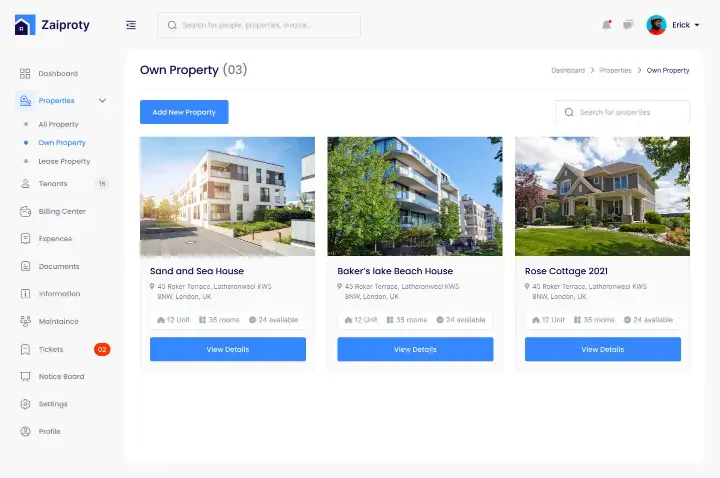 Zaiproty
Search for people, properties, invoice...
Erick
Dashboard
Properties
All Property
Own Property
Lease Property
Tenants 15
Billing Center
Expences
Documents
Information
Maintaince
Tickets 02
Notice Board
Settings
Profile
Own Property (03)
Dashboard > Properties > Own Property
Add New Proparty
Search for properties
Sand and Sea House
45 Roker Terrace, Latheronweel KW5
8NW, London, UK
12 Unit 35 rooms 24 available
View Details
Baker's lake Beach House
45 Roker Terrace, Latheronweel KW5
8NW, London, UK
12 Unit 35 rooms 24 available
View Details
Rose Cottage 2021
45 Roker Terrace, Latheronweel KW5
8NW, London, UK
12 Unit 35 rooms 24 available
View Details